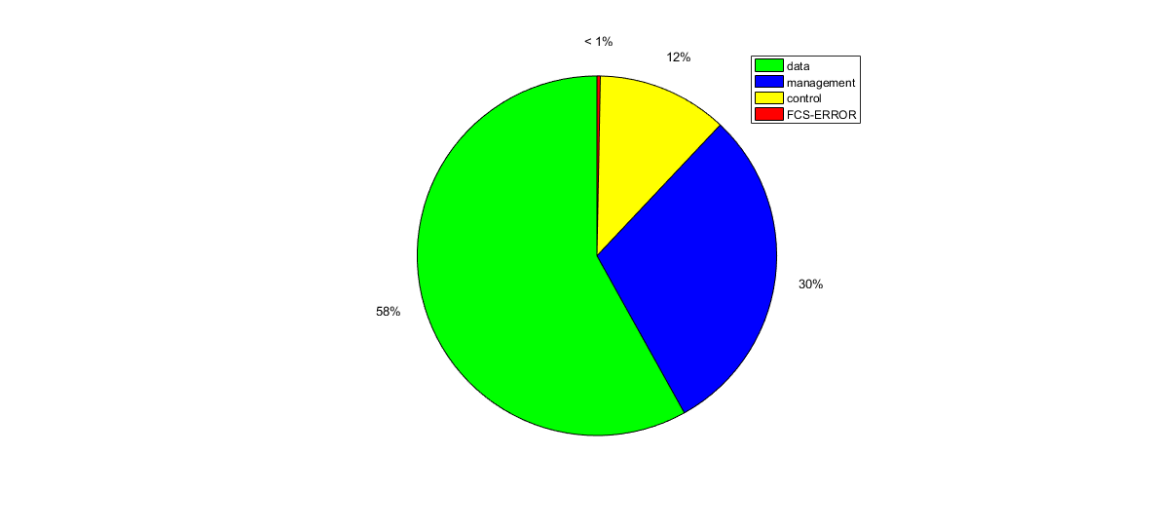 < 1%
12%
data
management
control
FCS-ERROR
30%
58%